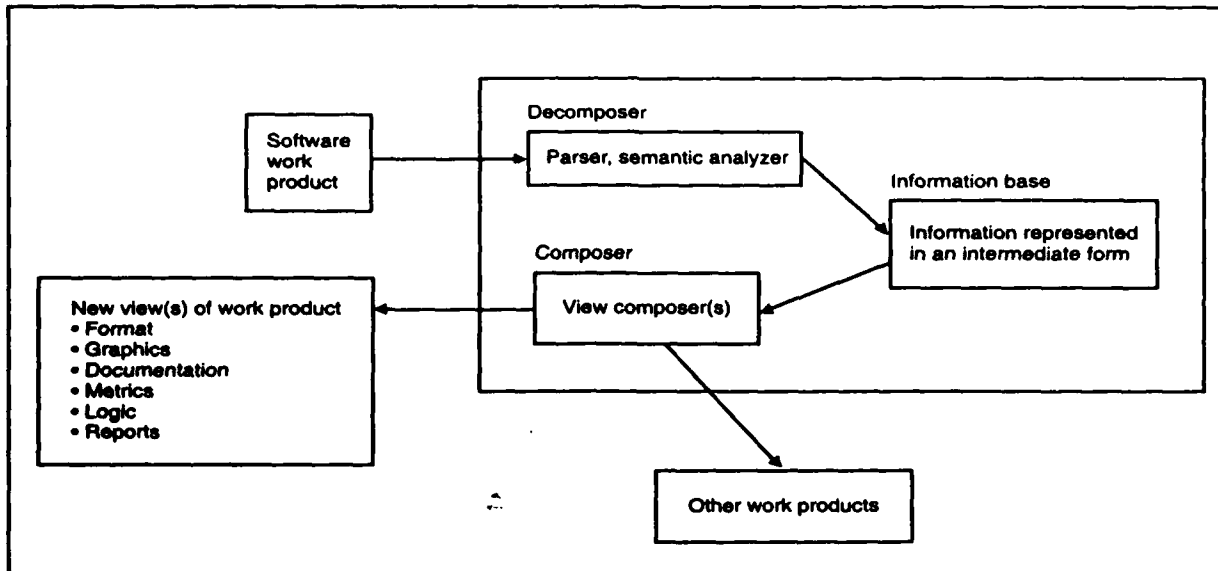 Software
work
product
Decomposer
Parser, semantic analyzer
Information base
Information represented
in an intermediate form
Composer
View composer(s)
New view(s) of work product
• Format
• Graphics
• Documentation
• Metrics
• Logic
• Reports
Other work products